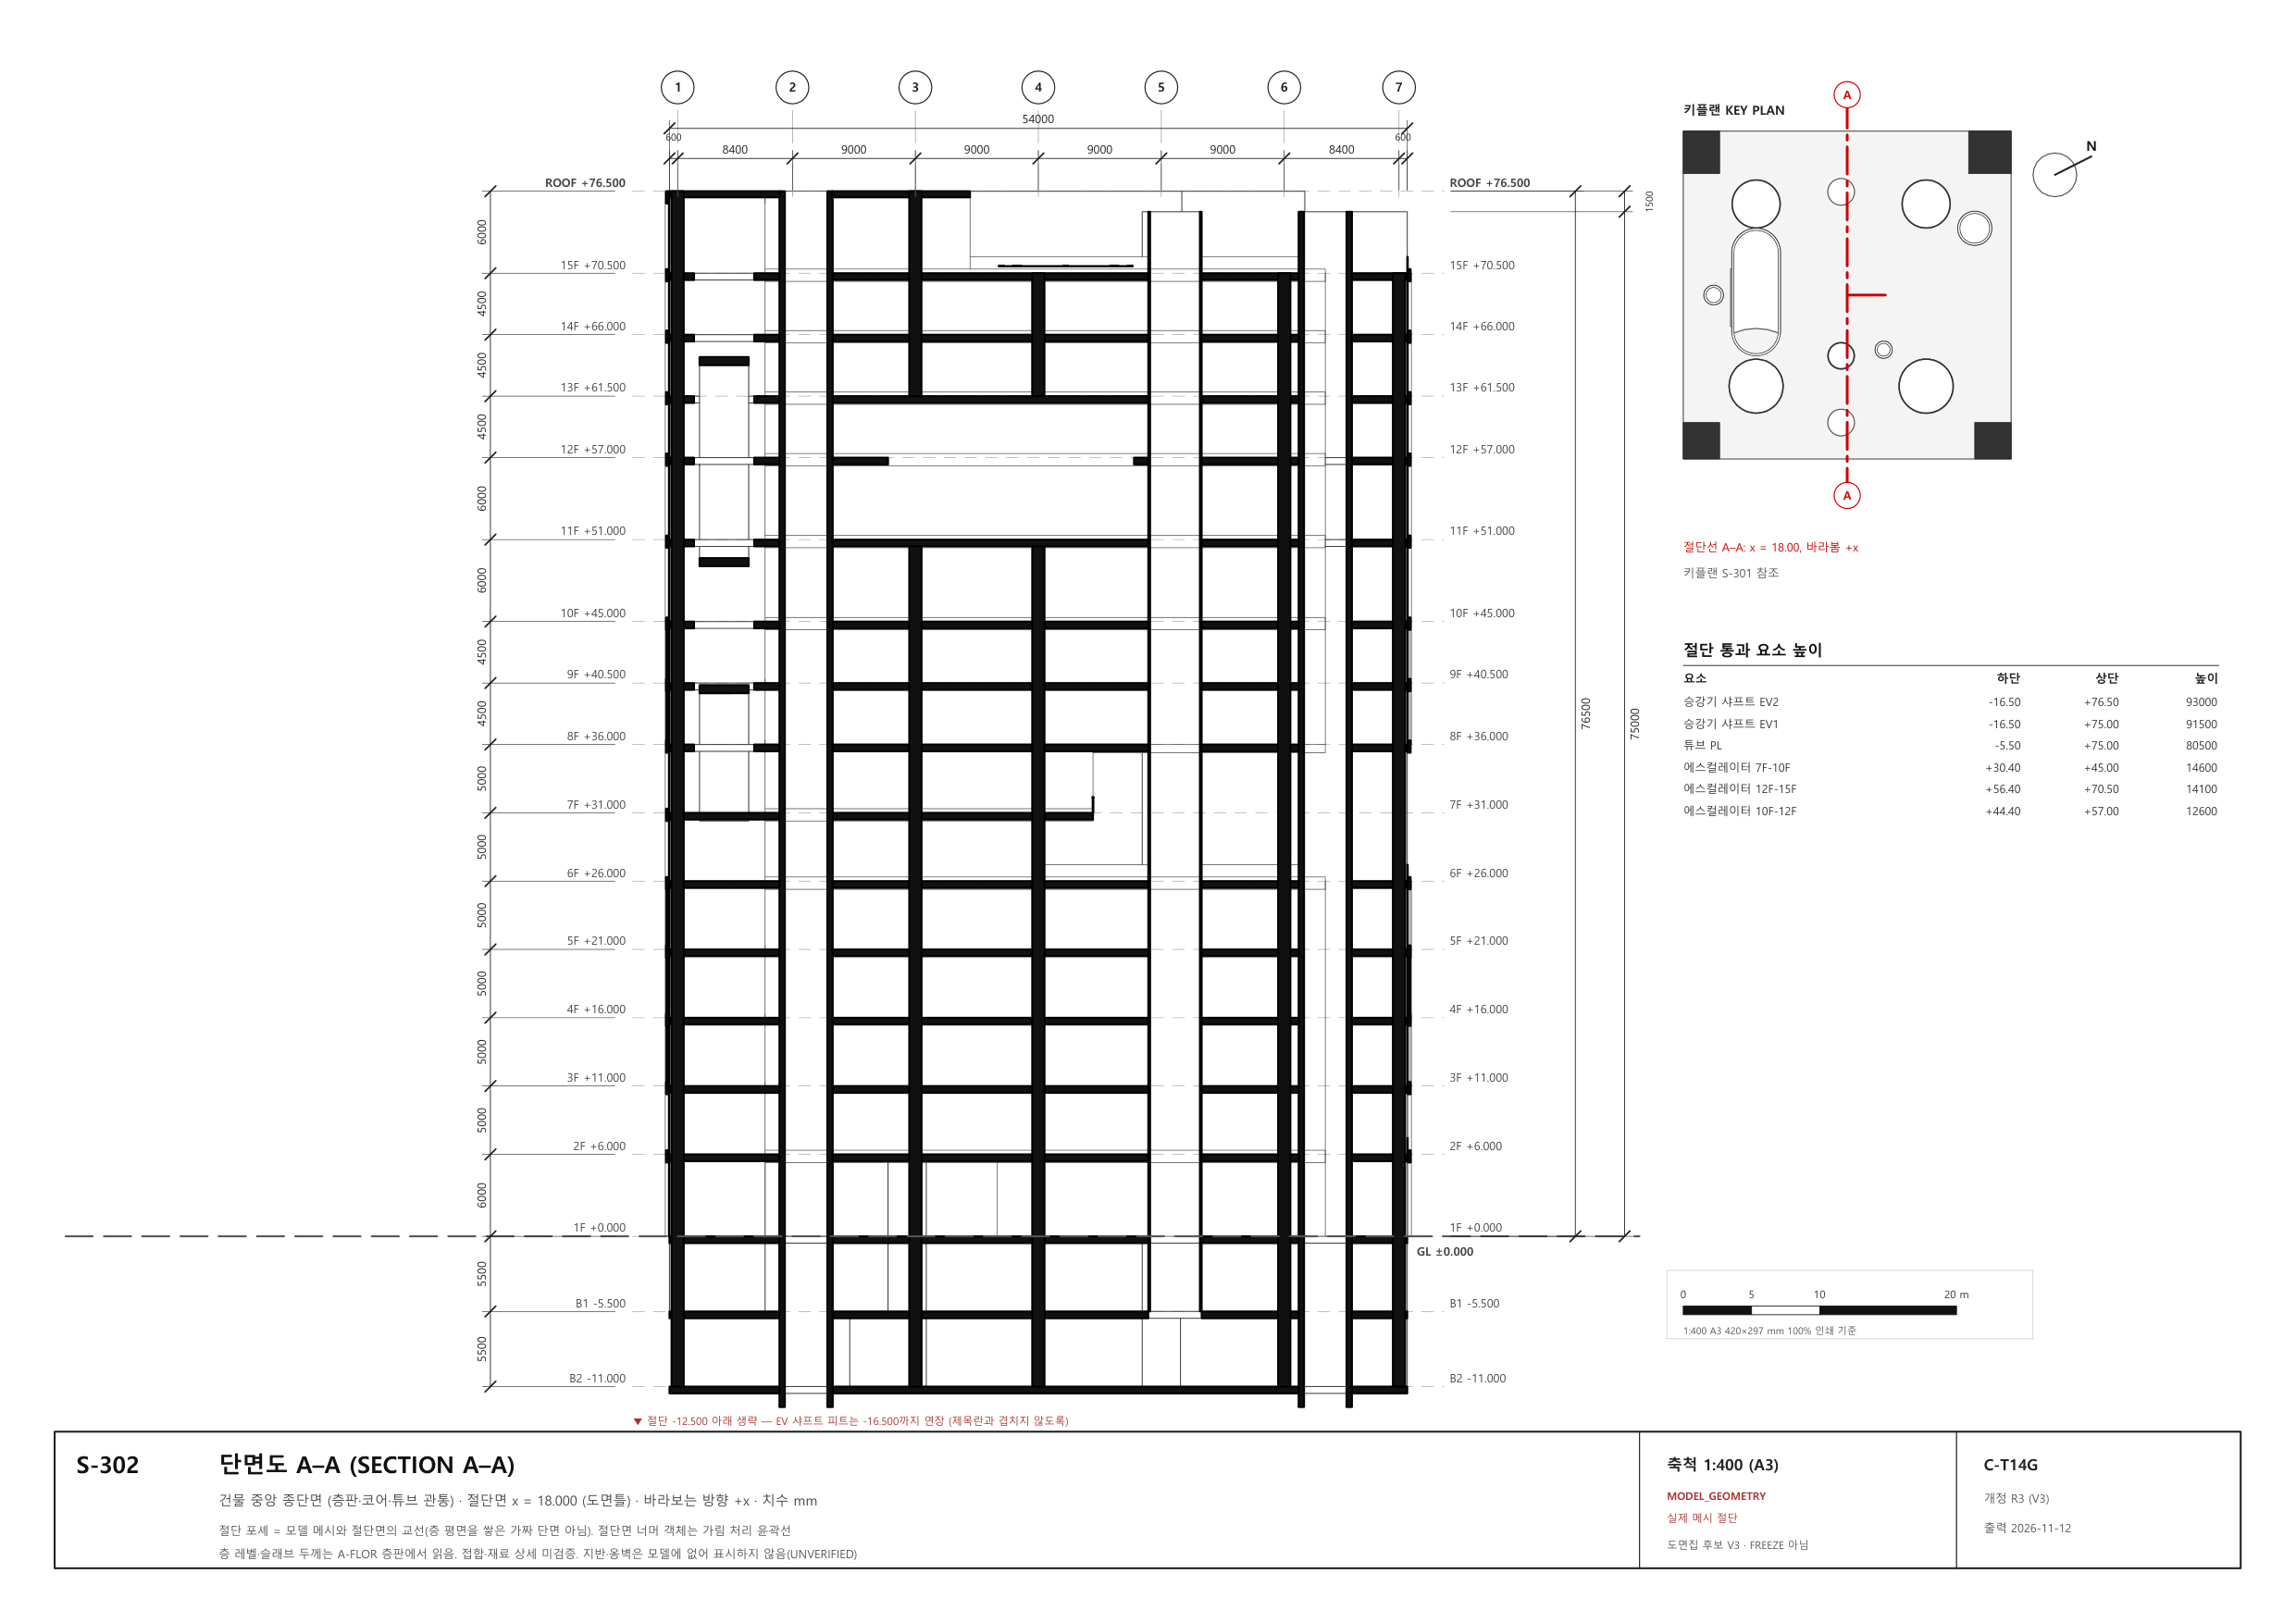 1 2 3 4 5 6 7
54000
600 8400 9000 9000 9000 9000 8400 600
ROOF +76.500
15F +70.500
14F +66.000
13F +61.500
12F +57.000
11F +51.000
10F +45.000
9F +40.500
8F +36.000
7F +31.000
6F +26.000
5F +21.000
4F +16.000
3F +11.000
2F +6.000
1F +0.000
B1 -5.500
B2 -11.000
6000
4500
4500
4500
6000
6000
4500
4500
5000
5000
5000
5000
5000
5000
6000
5500
5500
ROOF +76.500
15F +70.500
14F +66.000
13F +61.500
12F +57.000
11F +51.000
10F +45.000
9F +40.500
8F +36.000
7F +31.000
6F +26.000
5F +21.000
4F +16.000
3F +11.000
2F +6.000
1F +0.000
GL ±0.000
B1 -5.500
B2 -11.000
76500
75000
1500
▼ 절단 -12.500 아래 생략 — EV 샤프트 피트는 -16.500까지 연장 (제목란과 겹치지 않도록)
키플랜 KEY PLAN
A
N
A
절단선 A–A: x = 18.00, 바라봄 +x
키플랜 S-301 참조
절단 통과 요소 높이
요소 하단 상단 높이
승강기 샤프트 EV2 -16.50 +76.50 93000
승강기 샤프트 EV1 -16.50 +75.00 91500
튜브 PL -5.50 +75.00 80500
에스컬레이터 7F-10F +30.40 +45.00 14600
에스컬레이터 12F-15F +56.40 +70.50 14100
에스컬레이터 10F-12F +44.40 +57.00 12600
0 5 10 20 m
1:400 A3 420×297 mm 100% 인쇄 기준
S-302
단면도 A–A (SECTION A–A)
건물 중앙 종단면 (층판·코어·튜브 관통) · 절단면 x = 18.000 (도면틀) · 바라보는 방향 +x · 치수 mm
절단 포셰 = 모델 메시와 절단면의 교선(층 평면을 쌓은 가짜 단면 아님). 절단면 너머 객체는 가림 처리 윤곽선
층 레벨·슬래브 두께는 A-FLOR 층판에서 읽음. 접합·재료 상세 미검증. 지반·옹벽은 모델에 없어 표시하지 않음(UNVERIFIED)
축척 1:400 (A3)
MODEL_GEOMETRY
실제 메시 절단
도면집 후보 V3 · FREEZE 아님
C-T14G
개정 R3 (V3)
출력 2026-11-12